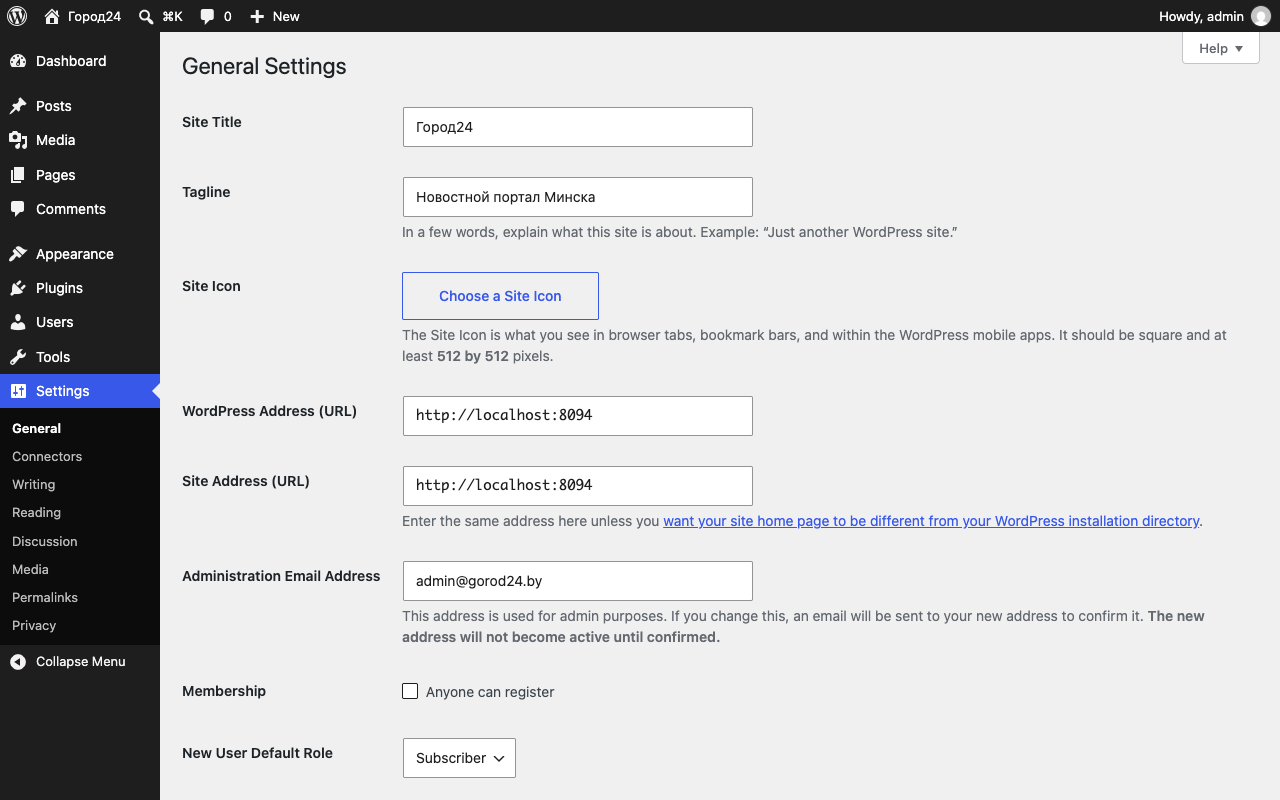 Город24
⌘K
0
New
Howdy, admin
Dashboard
Posts
Media
Pages
Comments
Appearance
Plugins
Users
Tools
Settings
General
Connectors
Writing
Reading
Discussion
Media
Permalinks
Privacy
Collapse Menu
Help
General Settings
Site Title
Город24
Tagline
Новостной портал Минска
In a few words, explain what this site is about. Example: “Just another WordPress site.”
Site Icon
Choose a Site Icon
The Site Icon is what you see in browser tabs, bookmark bars, and within the WordPress mobile apps. It should be square and at
least 512 by 512 pixels.
WordPress Address (URL)
http://localhost:8094
Site Address (URL)
http://localhost:8094
Enter the same address here unless you want your site home page to be different from your WordPress installation directory.
Administration Email Address
admin@gorod24.by
This address is used for admin purposes. If you change this, an email will be sent to your new address to confirm it. The new
address will not become active until confirmed.
Membership
Anyone can register
New User Default Role
Subscriber